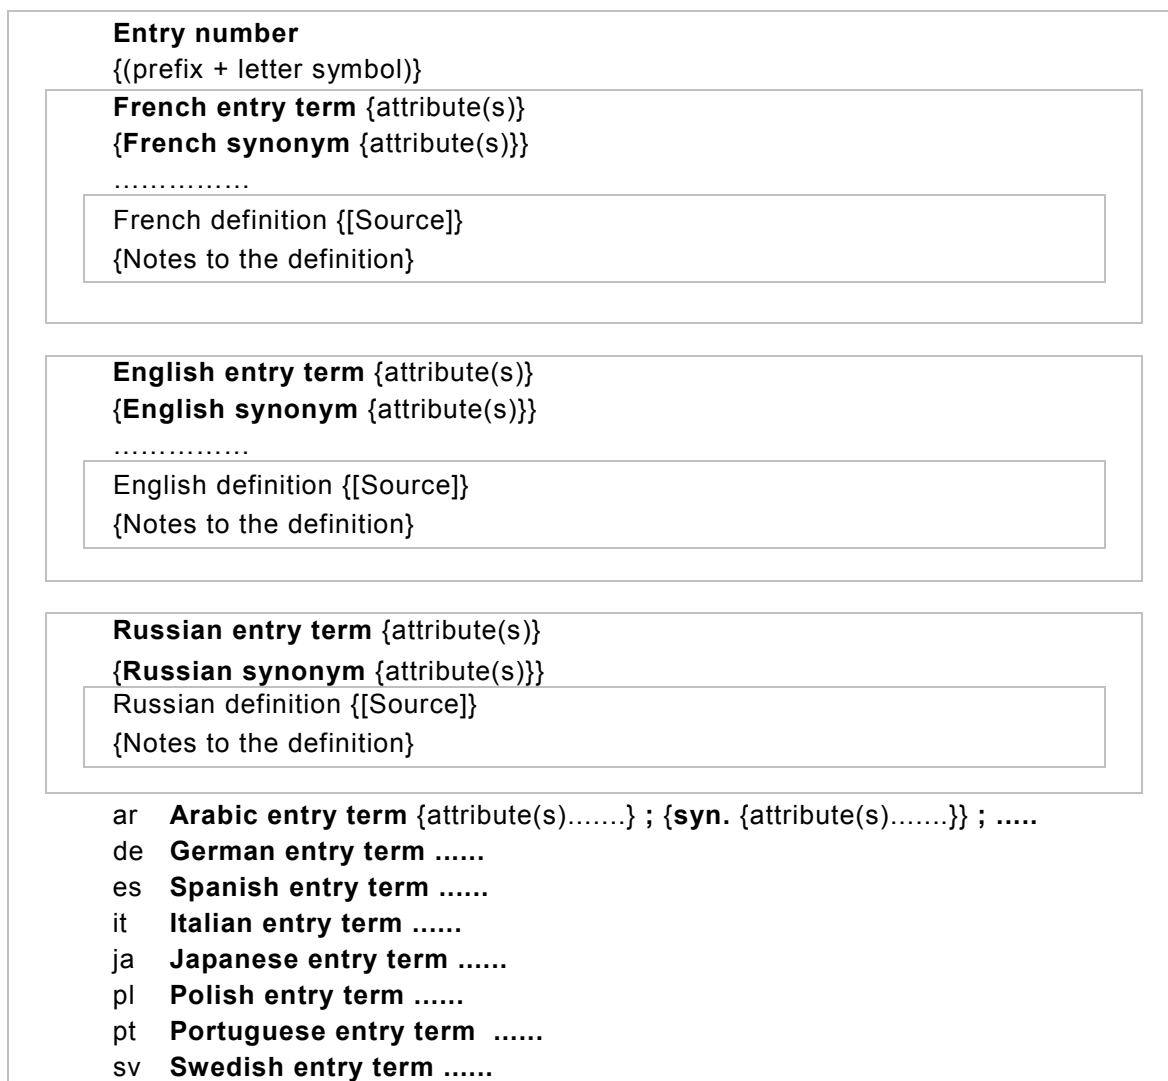 Entry number
{(prefix + letter symbol)}
French entry term {attribute(s)}
{French synonym {attribute(s)}}
……………
French definition {[Source]}
{Notes to the definition}
English entry term {attribute(s)}
{English synonym {attribute(s)}}
……………
English definition {[Source]}
{Notes to the definition}
Russian entry term {attribute(s)}
{Russian synonym {attribute(s)}}
Russian definition {[Source]}
{Notes to the definition}
ar Arabic entry term {attribute(s).......} ; {syn. {attribute(s).......}} ; .....
de German entry term ......
es Spanish entry term ......
it Italian entry term ......
ja Japanese entry term ......
pl Polish entry term ......
pt Portuguese entry term ......
sv Swedish entry term ......